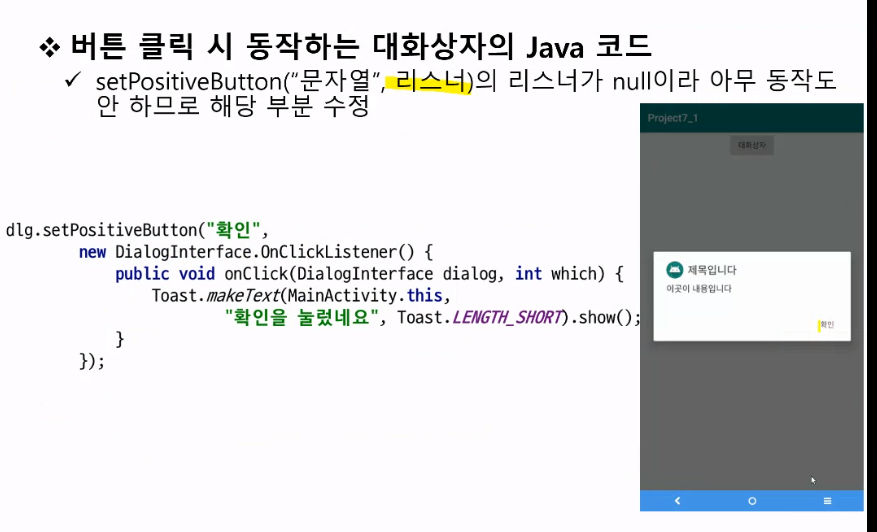 ❖ 버튼 클릭 시 동작하는 대화상자의 Java 코드
✓ setPositiveButton("문자열", 리스너)의 리스너가 null이라 아무 동작도
안 하므로 해당 부분 수정
Project7_1
대화상자
dlg.setPositiveButton("확인",
new DialogInterface.OnClickListener() {
public void onClick(DialogInterface dialog, int which) {
Toast.makeText(MainActivity.this,
"확인을 눌렀네요", Toast.LENGTH_SHORT).show();
}
});
제목입니다
이곳이 내용입니다
확인